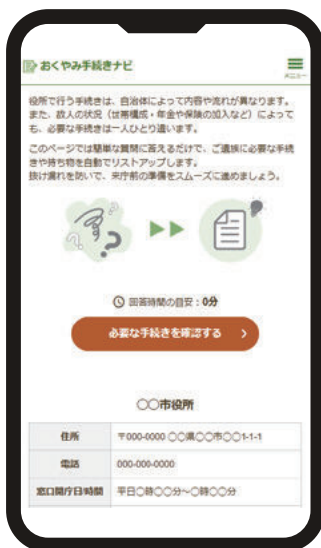 おくやみ手続きナビ
メニュー
役所で行う手続きは、自治体によって内容や流れが異なります。
また、故人の状況（世帯構成・年金や保険の加入など）によって
も、必要な手続きは一人ひとり違います。
このページでは簡単な質問に答えるだけで、ご遺族に必要な手続
きや持ち物を自動でリストアップします。
抜け漏れを防いで、来庁前の準備をスムーズに進めましょう。
回答時間の目安：0分
必要な手続きを確認する
〇〇市役所
住所 〒000-0000 〇〇県〇〇市〇〇1-1-1
電話 000-000-0000
窓口開庁日時間 平日〇時〇〇分～〇時〇〇分